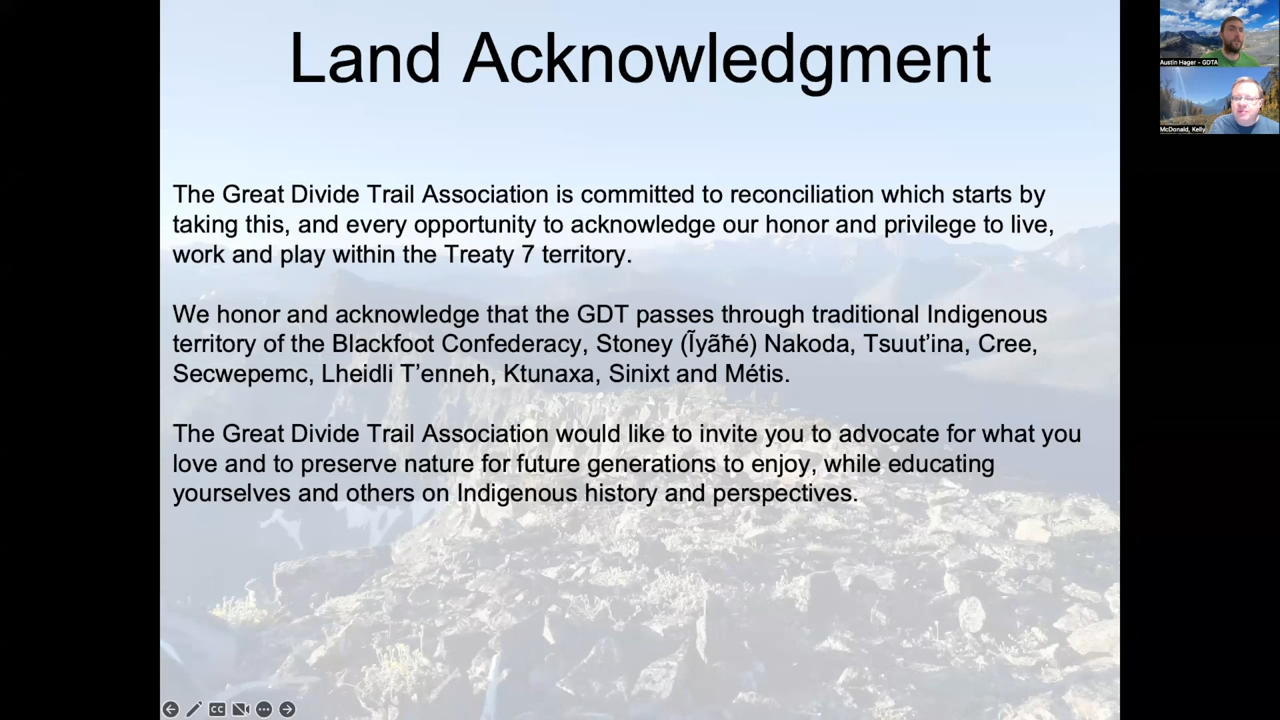 Land Acknowledgment
The Great Divide Trail Association is committed to reconciliation which starts by
taking this, and every opportunity to acknowledge our honor and privilege to live,
work and play within the Treaty 7 territory.
We honor and acknowledge that the GDT passes through traditional Indigenous
territory of the Blackfoot Confederacy, Stoney (Ĩyãħé) Nakoda, Tsuut’ina, Cree,
Secwepemc, Lheidli T’enneh, Ktunaxa, Sinixt and Métis.
The Great Divide Trail Association would like to invite you to advocate for what you
love and to preserve nature for future generations to enjoy, while educating
yourselves and others on Indigenous history and perspectives.
Austin Hager - GDTA
McDonald, Kelly
CC